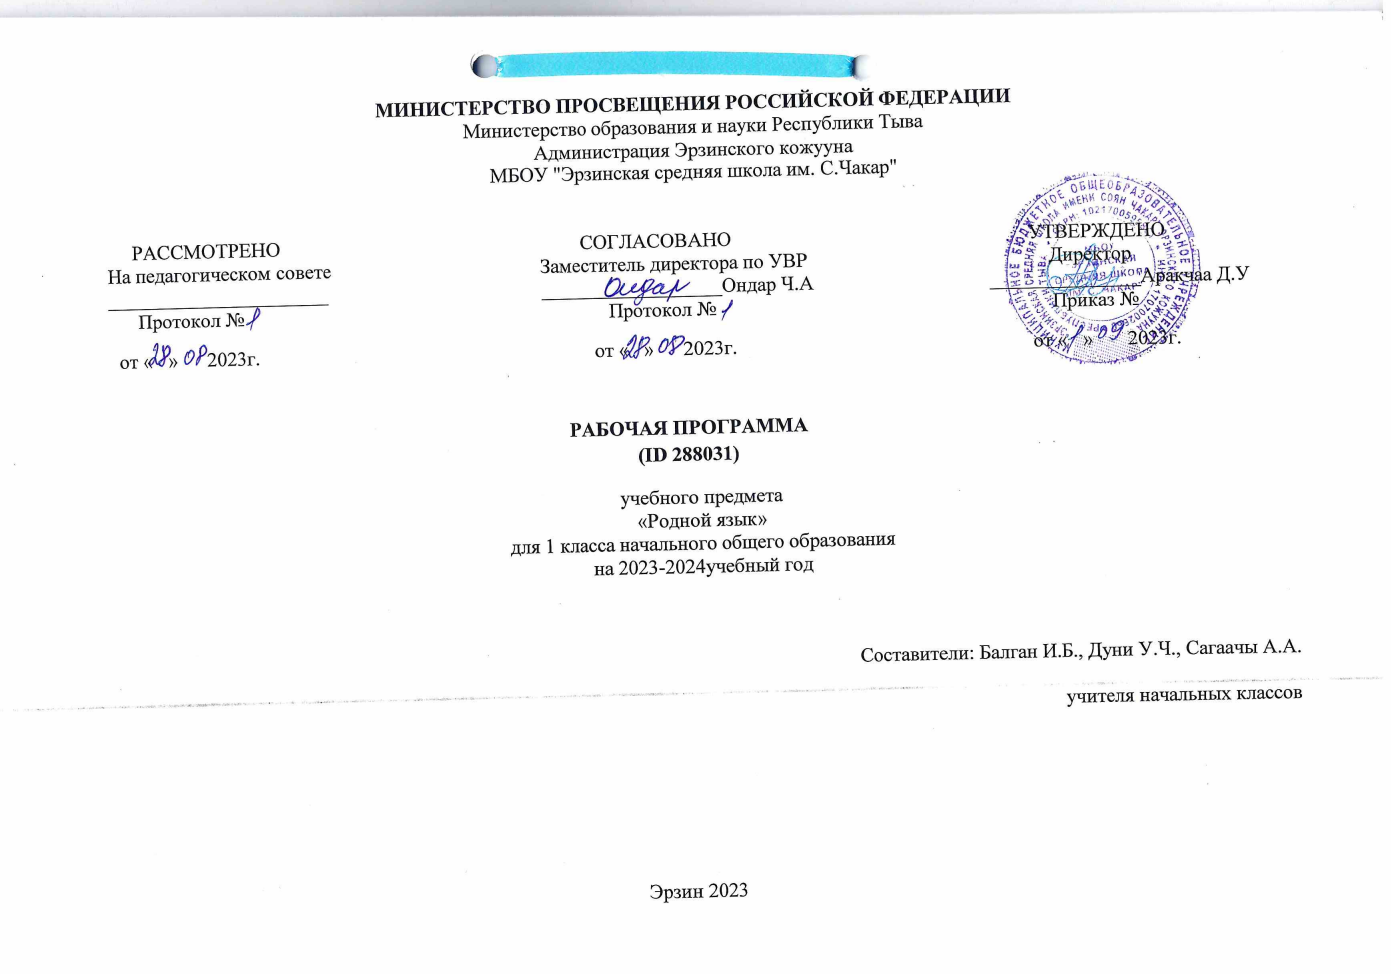 МИНИСТЕРСТВО ПРОСВЕЩЕНИЯ РОССИЙСКОЙ ФЕДЕРАЦИИ
Министерство образования и науки Республики Тыва
Администрация Эрзинского кожууна
МБОУ "Эрзинская средняя школа им. С.Чакар"
РАССМОТРЕНО
На педагогическом совете
Протокол №1
от «28» 08 2023г.
СОГЛАСОВАНО
Заместитель директора по УВР
Ондар Ондар Ч.А
Протокол № 1
от «28» 08 2023г.
УТВЕРЖДЕНО
Директор
Аракчаа Д.У
Приказ №
от «1» 09 2023г.
РАБОЧАЯ ПРОГРАММА
(ID 288031)
учебного предмета
«Родной язык»
для 1 класса начального общего образования
на 2023-2024учебный год
Составители: Балган И.Б., Дуни У.Ч., Сагаачы А.А.
учителя начальных классов
Эрзин 2023